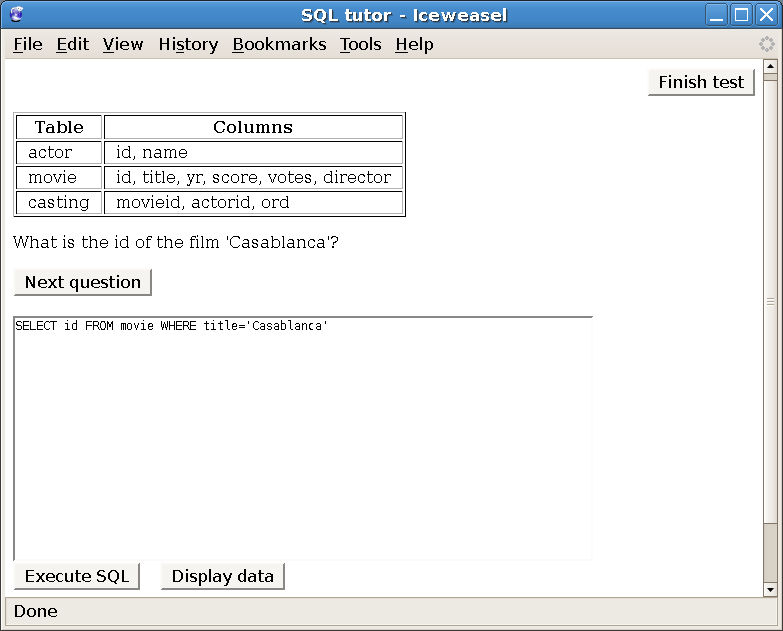 SQL tutor - Iceweasel
File Edit View History Bookmarks Tools Help
Finish test
Table Columns
actor id, name
movie id, title, yr, score, votes, director
casting movieid, actorid, ord
What is the id of the film 'Casablanca'?
Next question
SELECT id FROM movie WHERE title='Casablanca'
Execute SQL Display data
Done